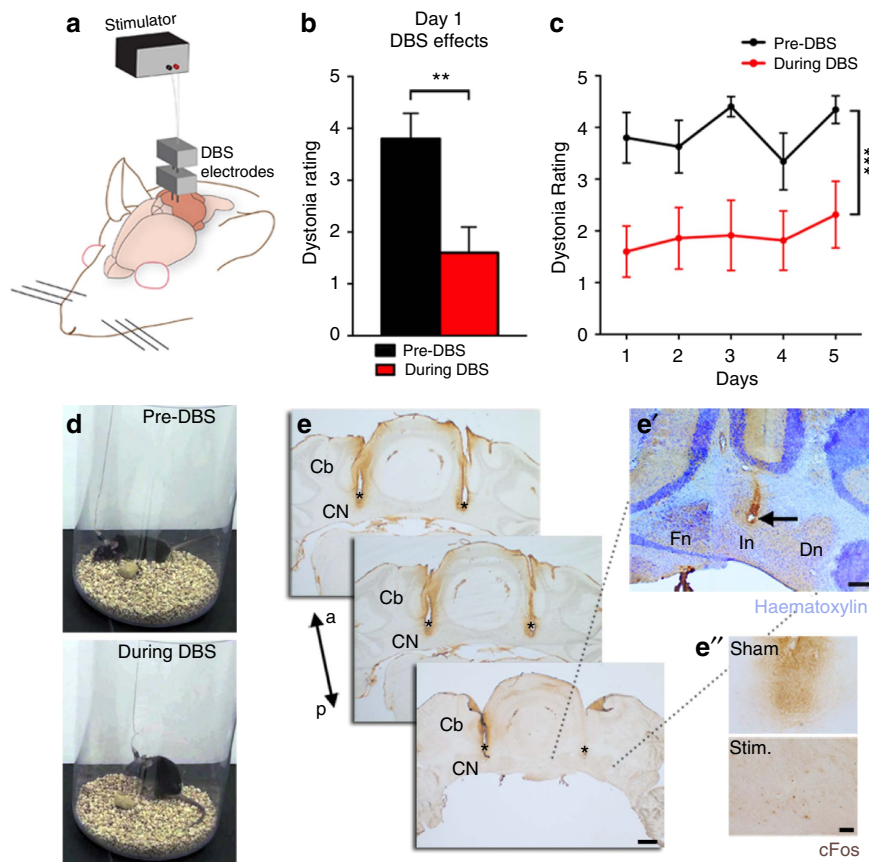 a
Stimulator
DBS
electrodes
b
Day 1
DBS effects
**
Dystonia rating
5
4
3
2
1
0
Pre-DBS
During DBS
c
Pre-DBS
During DBS
***
Dystonia Rating
5
4
3
2
1
0
1 2 3 4 5
Days
d
Pre-DBS
During DBS
e
Cb
CN
* *
Cb
CN
* *
a
p
Cb
CN
* *
e′
Fn In Dn
Haematoxylin
e″
Sham
Stim.
cFos